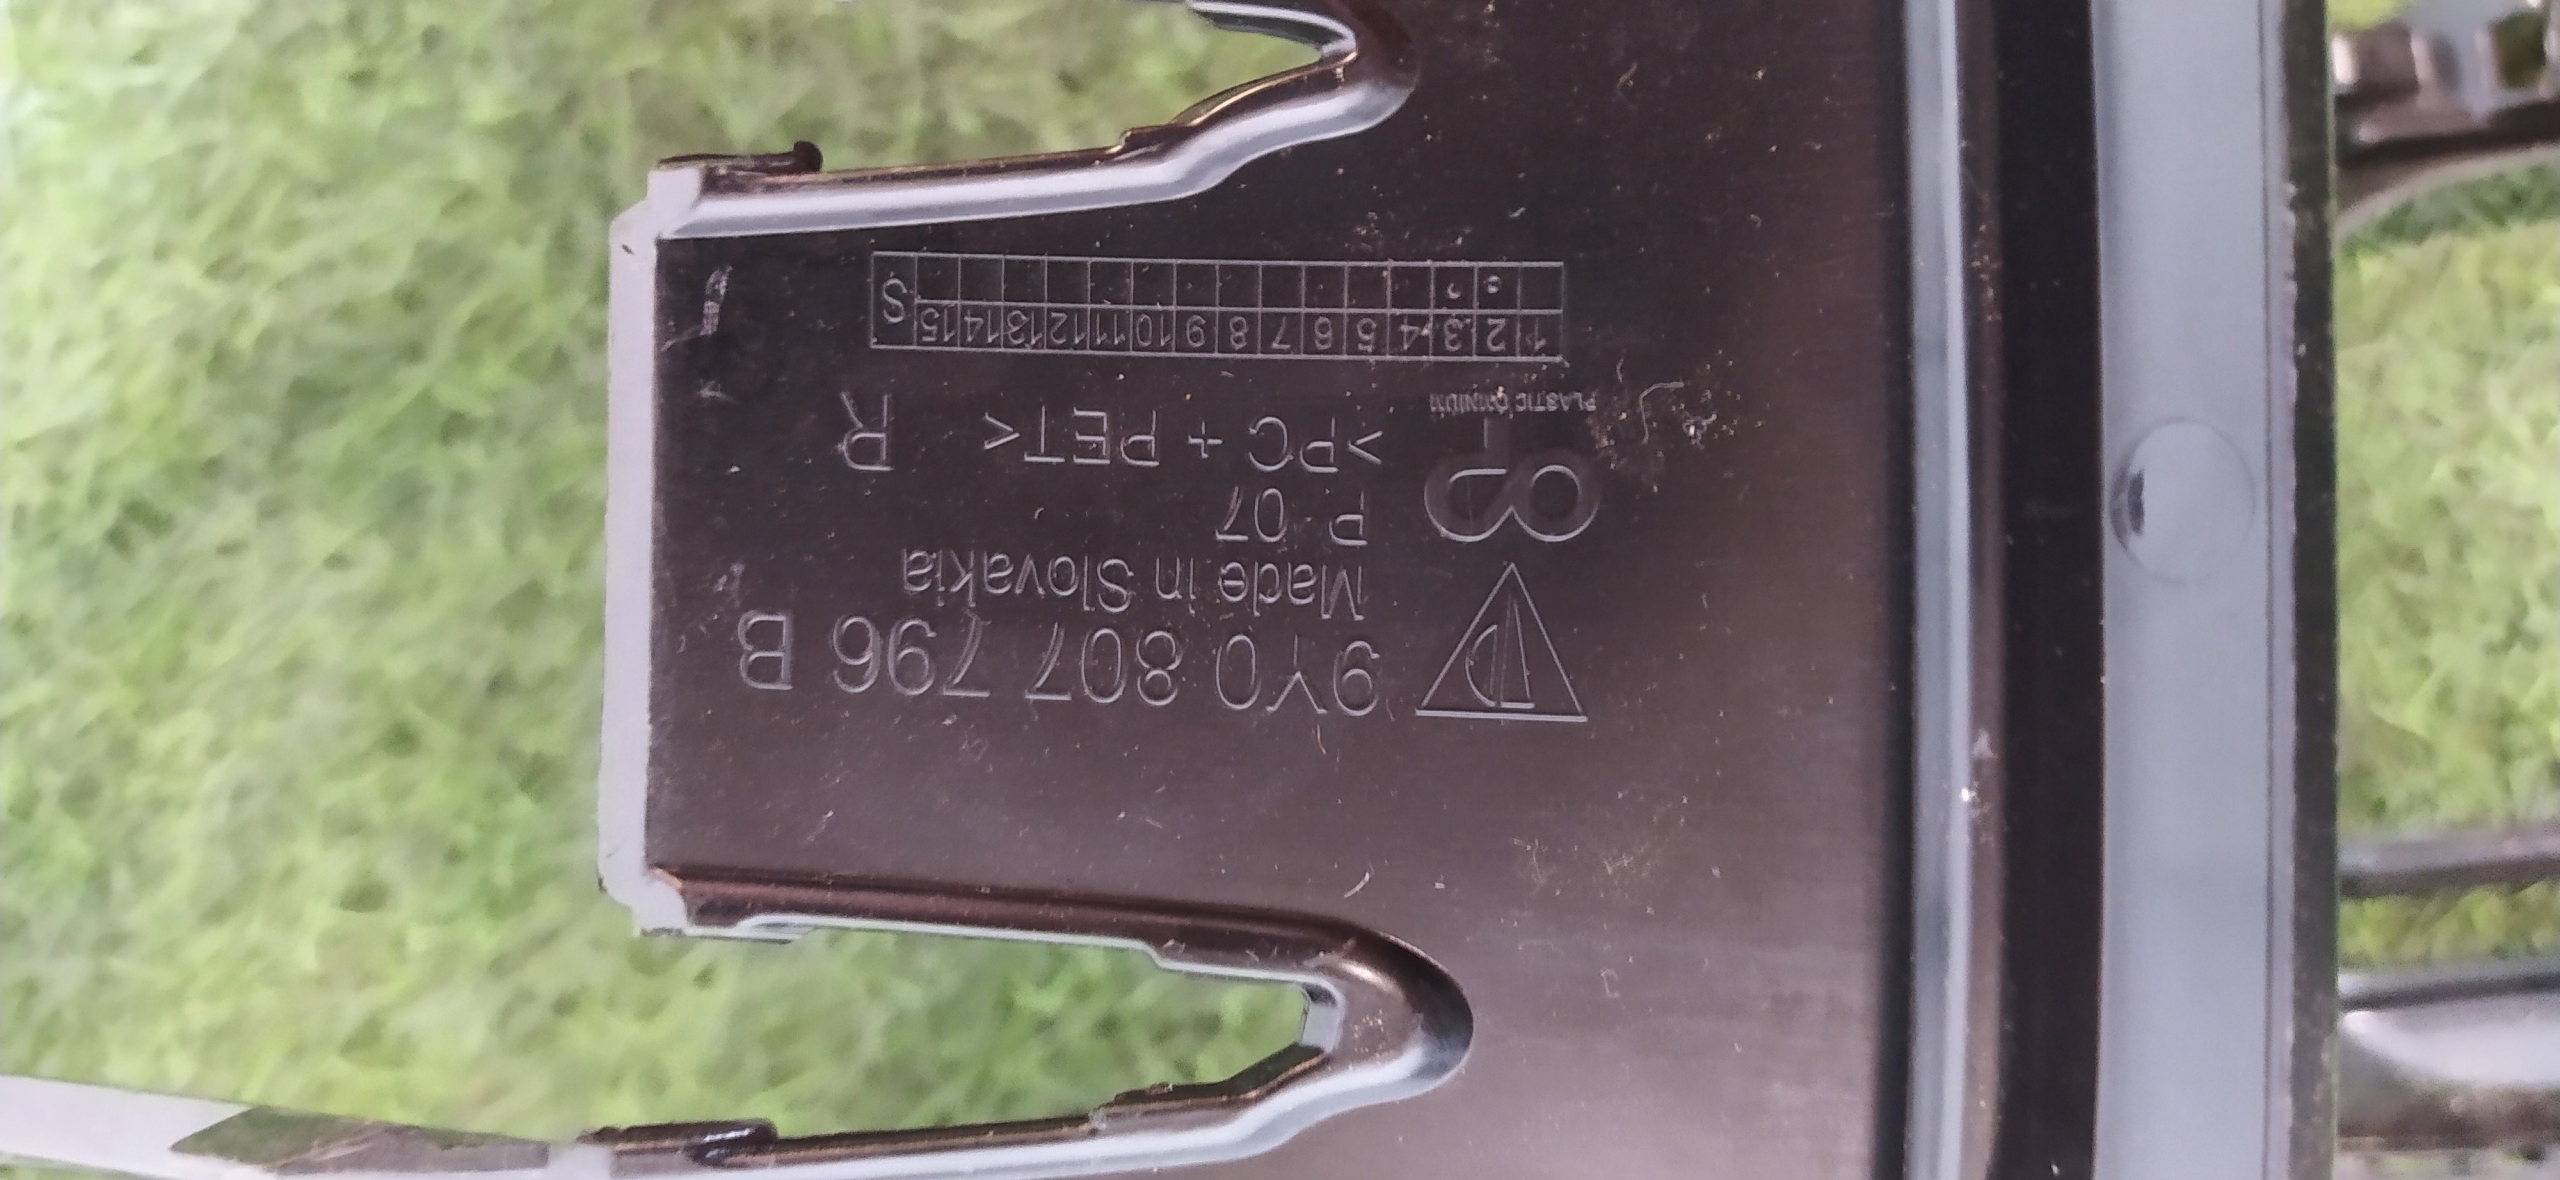 9Y0 807 796 B
Made in Slovakia
P 07
>PC + PET< R
PLASTIC OMNIUM
1 2 3 4 5 6 7 8 9 10 11 12 13 14 15 S